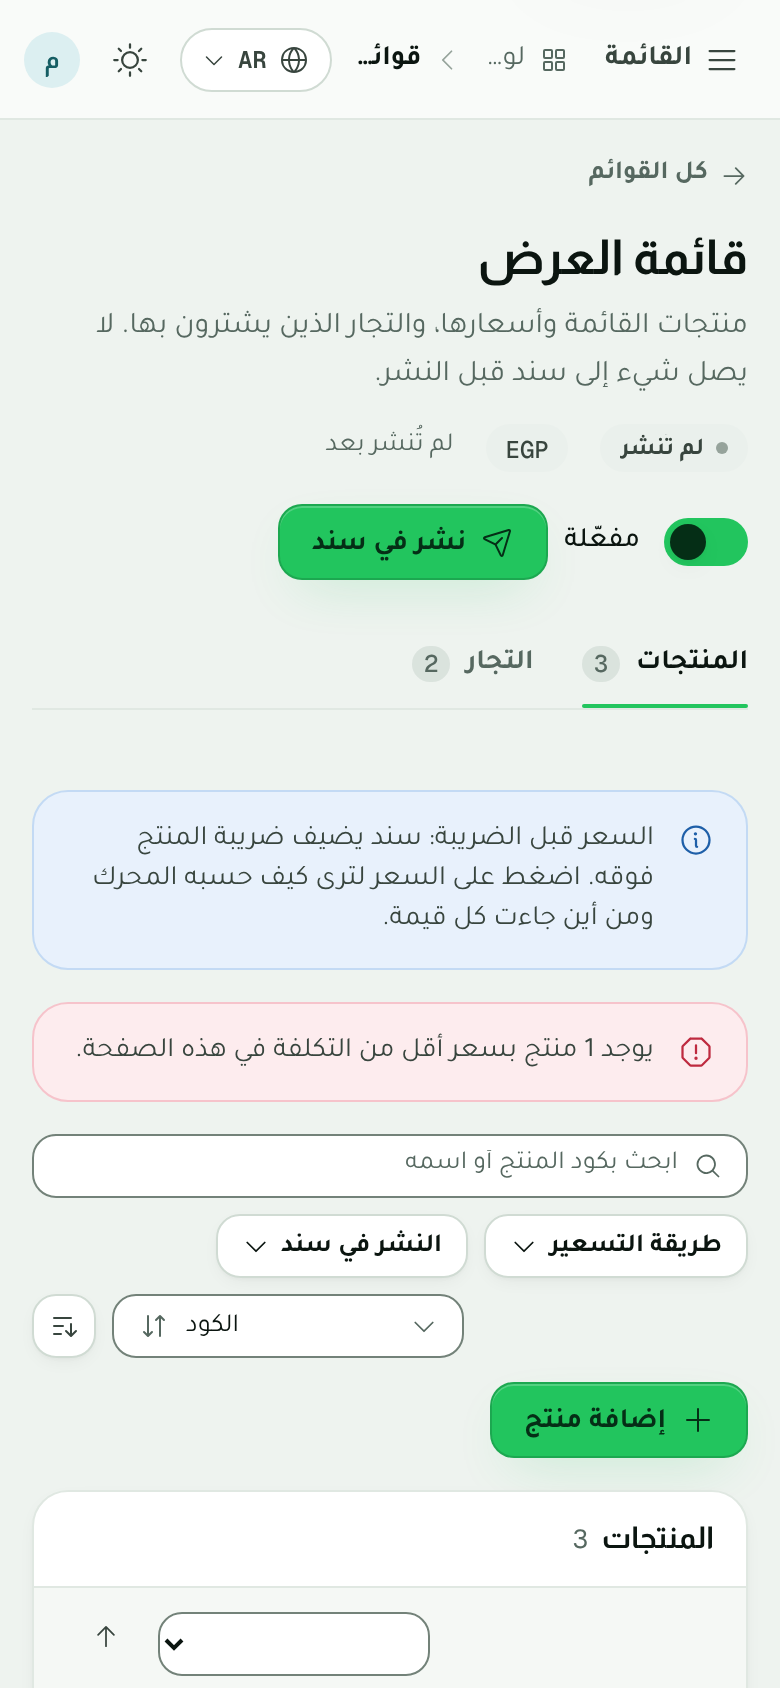 القائمة
لو...
قوائـ...
AR
م
كل القوائم
قائمة العرض
منتجات القائمة وأسعارها، والتجار الذين يشترون بها. لا
يصل شيء إلى سند قبل النشر.
لم تنشر
EGP
لم تُنشر بعد
مفعّلة
نشر في سند
المنتجات 3
التجار 2
السعر قبل الضريبة: سند يضيف ضريبة المنتج
فوقه. اضغط على السعر لترى كيف حسبه المحرك
ومن أين جاءت كل قيمة.
يوجد 1 منتج بسعر أقل من التكلفة في هذه الصفحة.
ابحث بكود المنتج أو اسمه
طريقة التسعير
النشر في سند
الكود
إضافة منتج
المنتجات 3